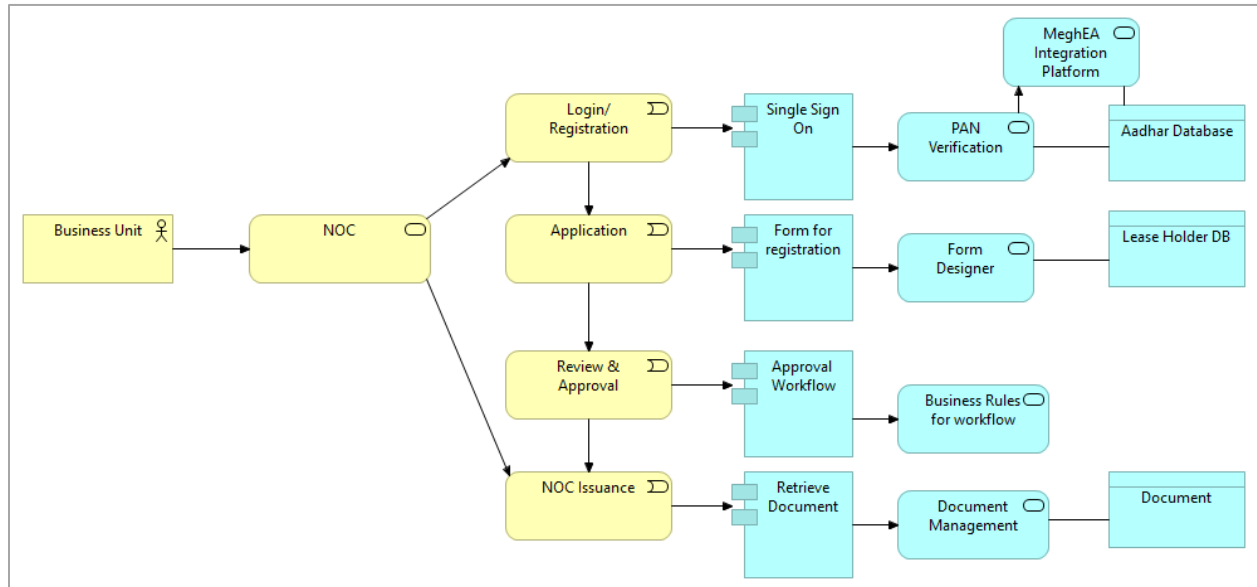 MeghEA
Integration
Platform
Login/
Registration
Single Sign
On
PAN
Verification
Aadhar Database
Business Unit
NOC
Application
Form for
registration
Form
Designer
Lease Holder DB
Review &
Approval
Approval
Workflow
Business Rules
for workflow
NOC Issuance
Retrieve
Document
Document
Management
Document